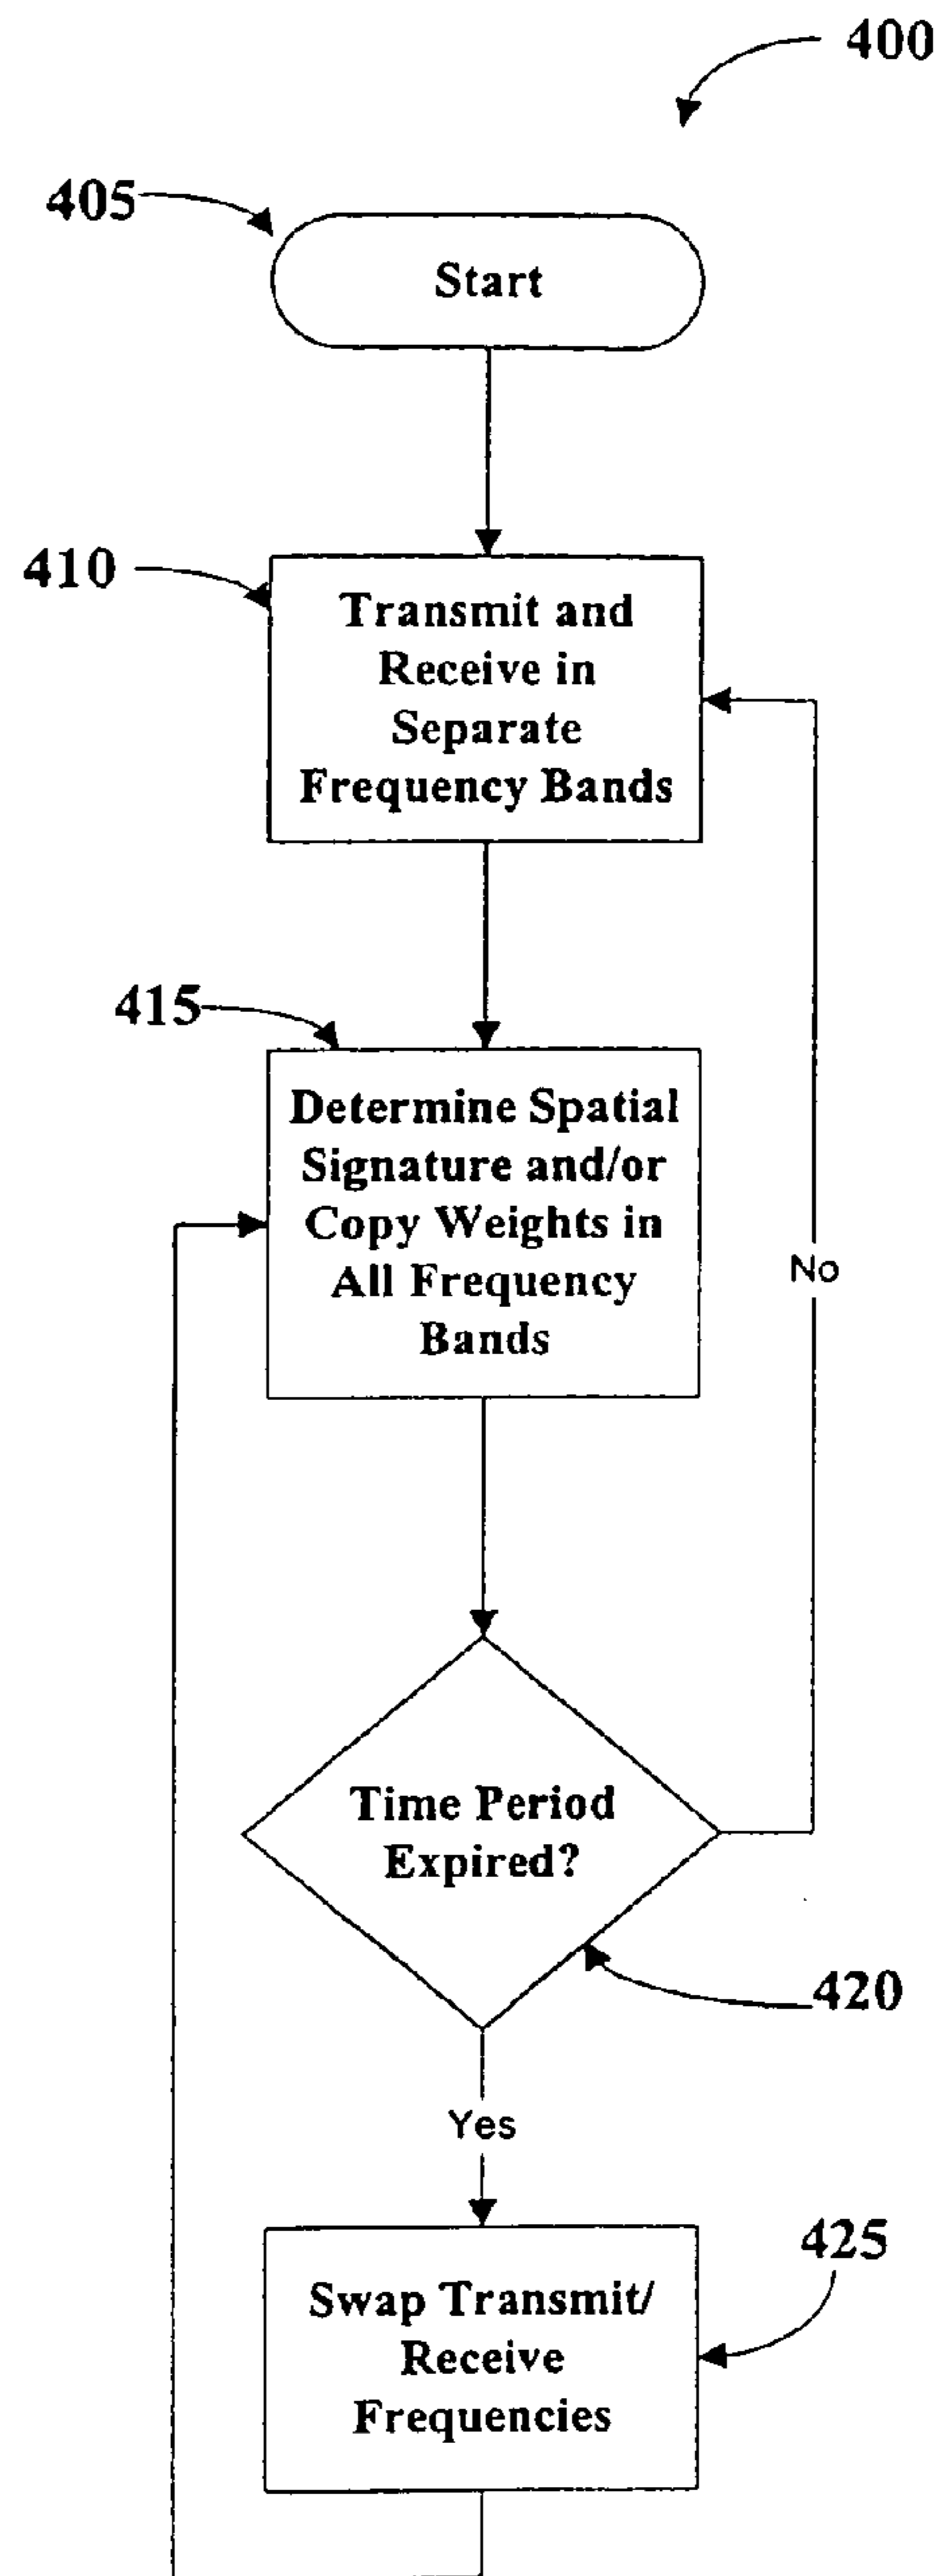 400
405
Start
410
Transmit and
Receive in
Separate
Frequency Bands
415
Determine Spatial
Signature and/or
Copy Weights in
All Frequency
Bands
No
Time Period
Expired?
420
Yes
425
Swap Transmit/
Receive
Frequencies